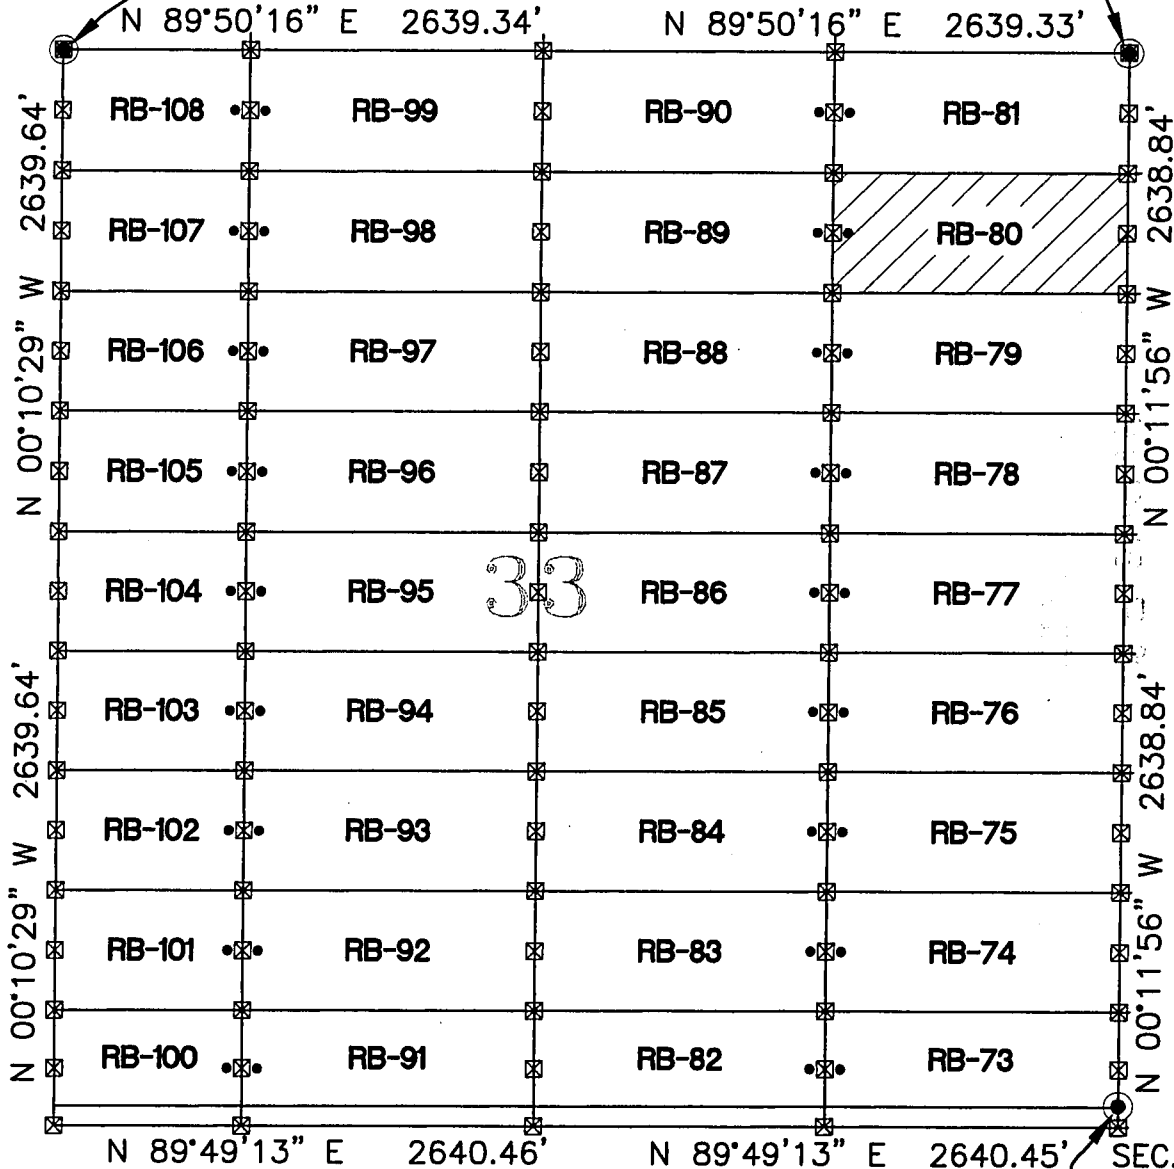 N 89°50'16" E 2639.34' N 89°50'16" E 2639.33'
RB-108 RB-99 RB-90 RB-81
RB-107 RB-98 RB-89 RB-80
RB-106 RB-97 RB-88 RB-79
RB-105 RB-96 RB-87 RB-78
RB-104 RB-95 33 RB-86 RB-77
RB-103 RB-94 RB-85 RB-76
RB-102 RB-93 RB-84 RB-75
RB-101 RB-92 RB-83 RB-74
RB-100 RB-91 RB-82 RB-73
N 00°10'29" W 2639.64'
N 00°10'29" W 2639.64'
N 00°11'56" W 2638.84'
N 00°11'56" W 2638.84'
N 89°49'13" E 2640.46' N 89°49'13" E 2640.45' SEC.